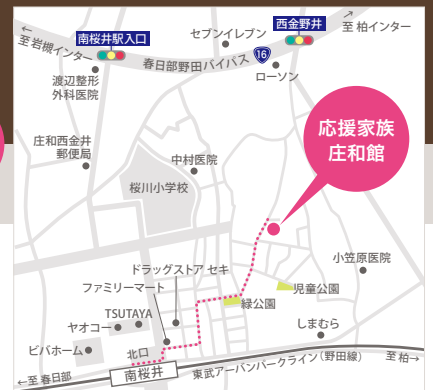 ←
至 岩槻インター
南桜井駅入口
セブンイレブン
西金野井
→
至 柏インター
渡辺整形
外科医院
春日部野田バイパス
16
ローソン
応援家族
庄和館
庄和西金井
郵便局
中村医院
桜川小学校
小笠原医院
ドラッグストア セキ
ファミリーマート
児童公園
緑公園
TSUTAYA
ヤオコー
しまむら
ビバホーム
北口
南桜井
東武アーバンパークライン（野田線）
至 柏→
←至 春日部